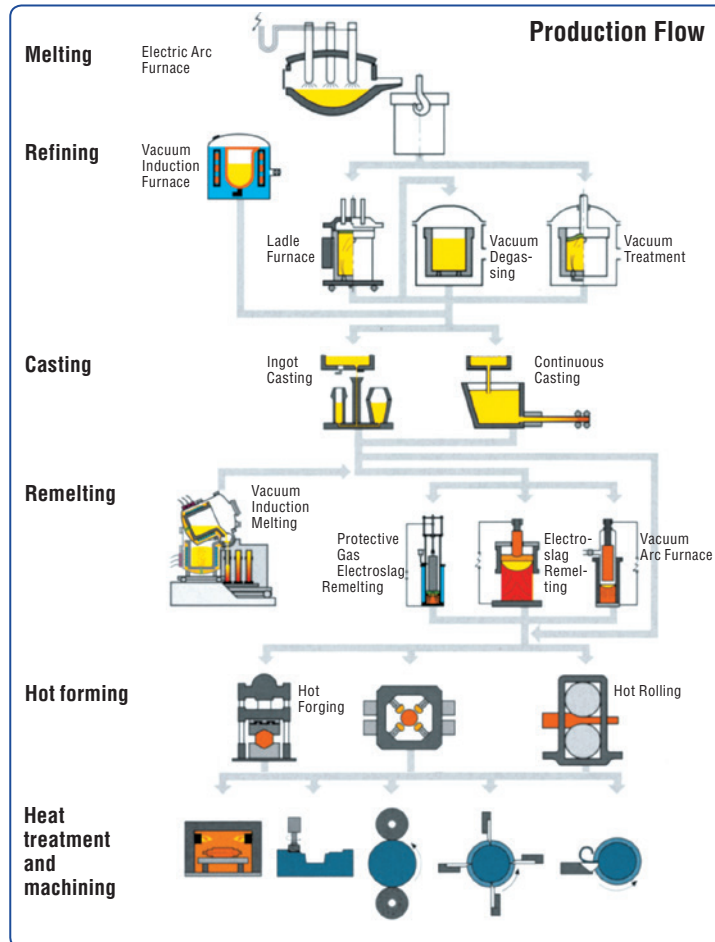 Production Flow
Melting
Electric Arc
Furnace
Refining
Vacuum
Induction
Furnace
Ladle
Furnace
Vacuum
Degas-
sing
Vacuum
Treatment
Casting
Ingot
Casting
Continuous
Casting
Remelting
Vacuum
Induction
Melting
Protective
Gas
Electroslag
Remelting
Electro-
slag
Remel-
ting
Vacuum
Arc Furnace
Hot forming
Hot
Forging
Hot Rolling
Heat
treatment
and
machining